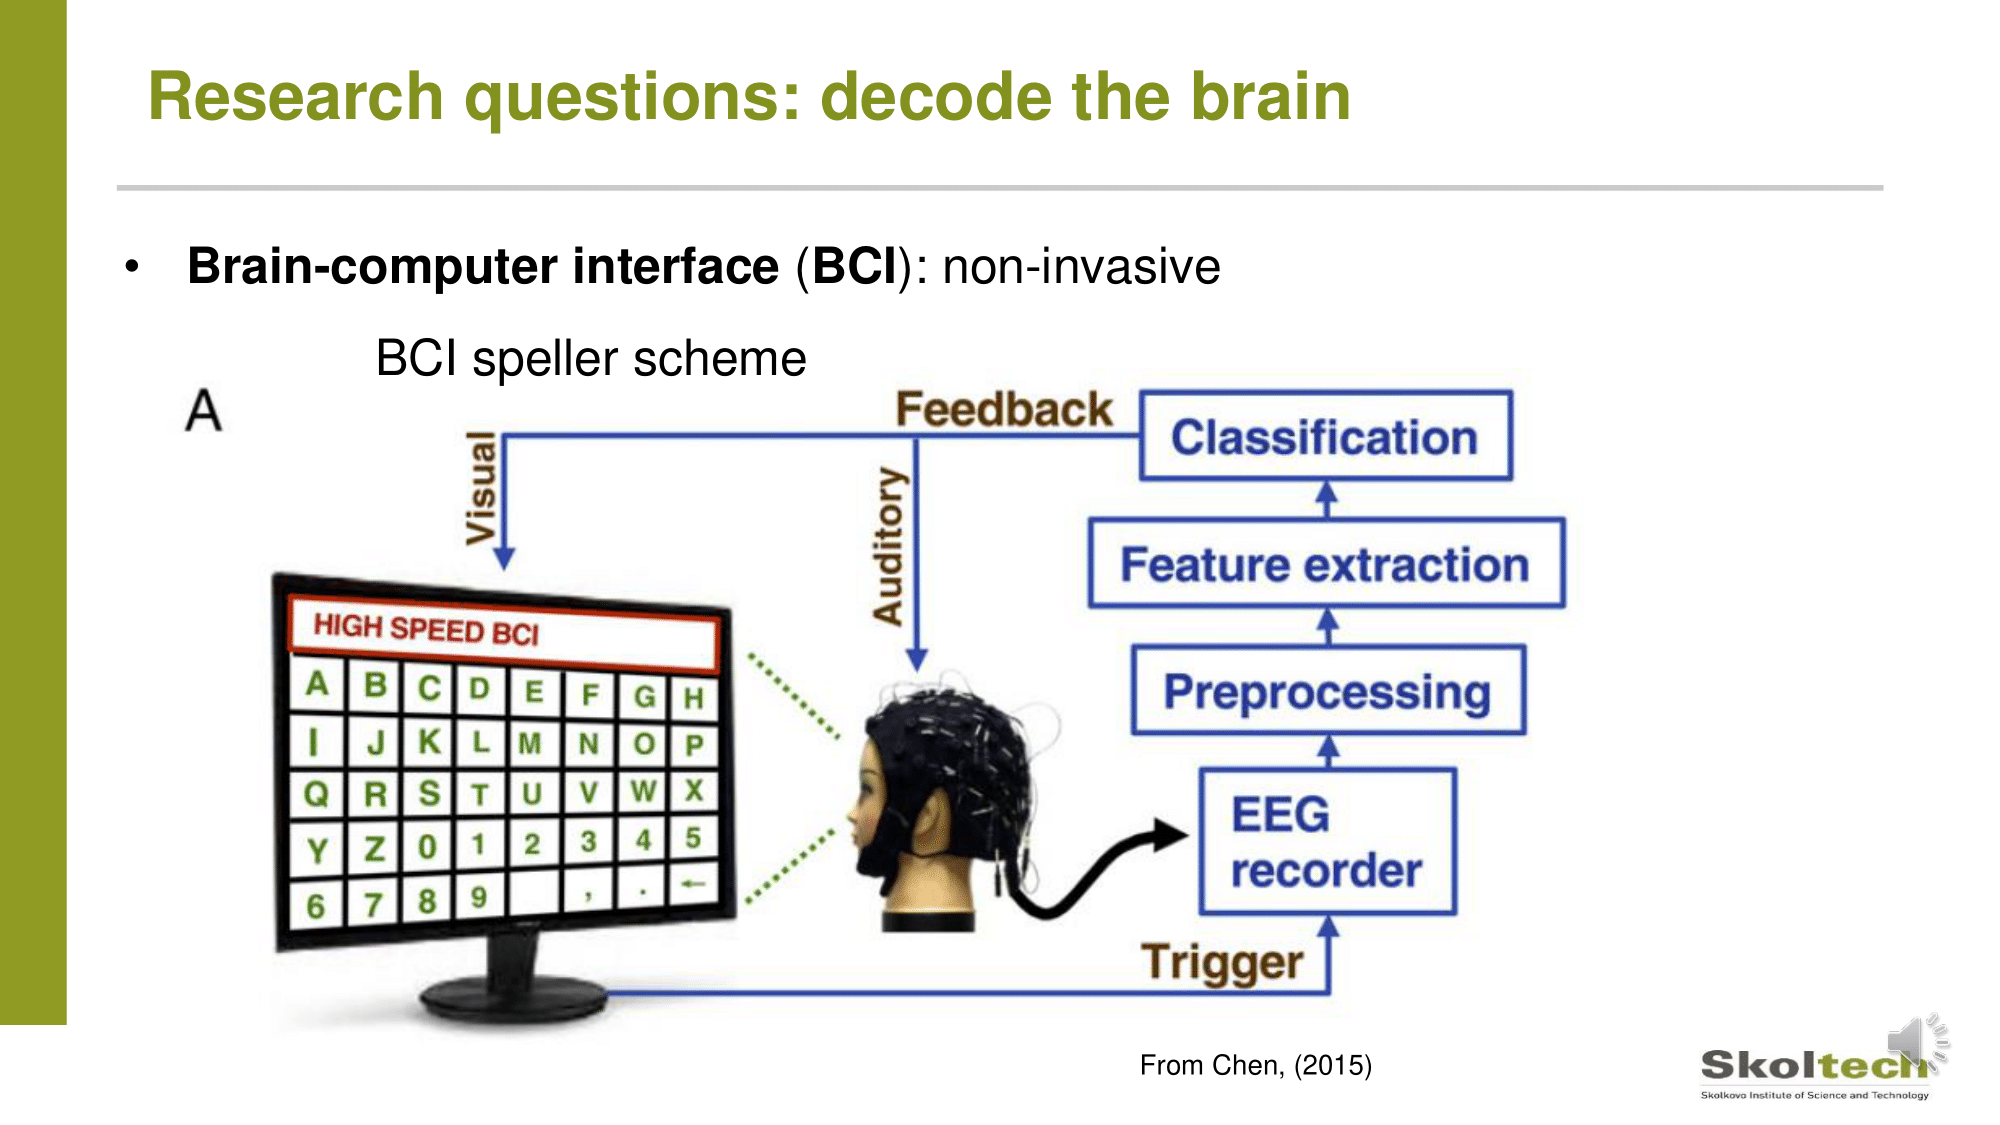 Research questions: decode the brain
• Brain-computer interface (BCI): non-invasive
BCI speller scheme
A
Feedback
Visual
Auditory
Classification
Feature extraction
Preprocessing
EEG
recorder
Trigger
HIGH SPEED BCI
A B C D E F G H
I J K L M N O P
Q R S T U V W X
Y Z 0 1 2 3 4 5
6 7 8 9 , . ←
From Chen, (2015)
Skoltech
Skolkovo Institute of Science and Technology